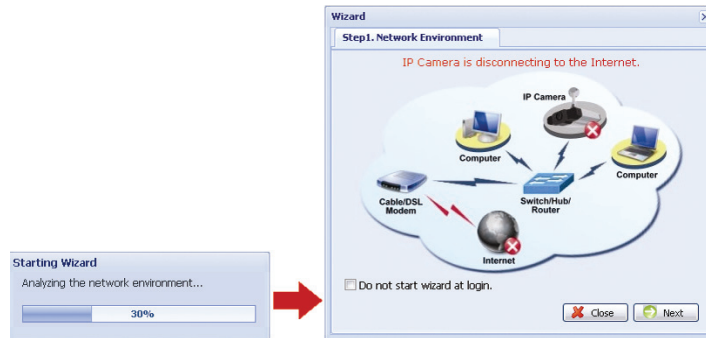 Starting Wizard
Analyzing the network environment...
30%
Wizard
Step1. Network Environment
IP Camera is disconnecting to the Internet.
IP Camera
Computer
Computer
Cable/DSL
Modem
Switch/Hub/
Router
Internet
Do not start wizard at login.
Close
Next